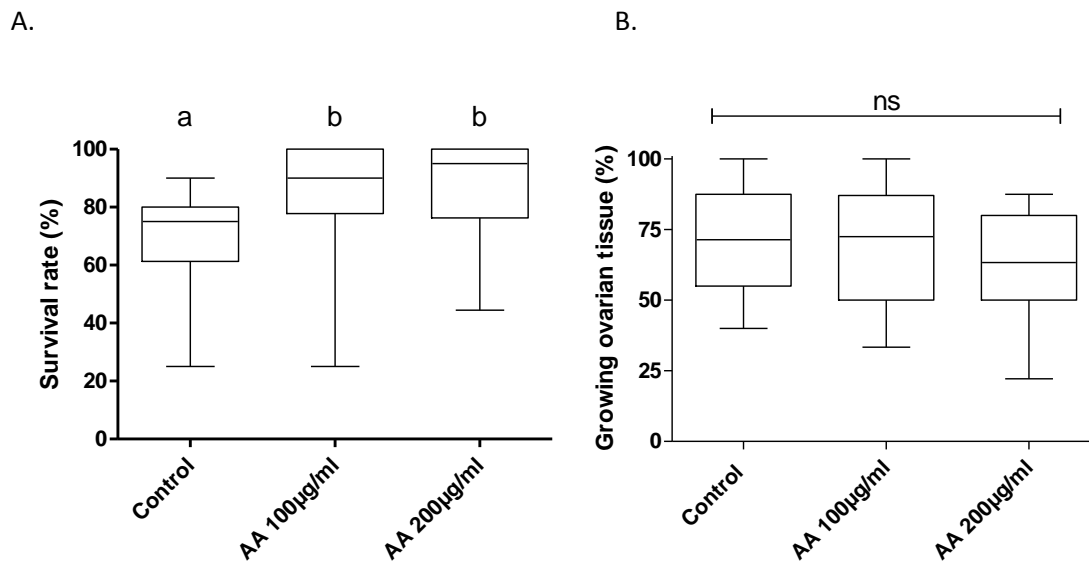 A.
B.
a
b
b
ns
100
80
60
40
20
0
Survival rate (%)
Control
AA 100µg/ml
AA 200µg/ml
100
75
50
25
0
Growing ovarian tissue (%)
Control
AA 100µg/ml
AA 200µg/ml